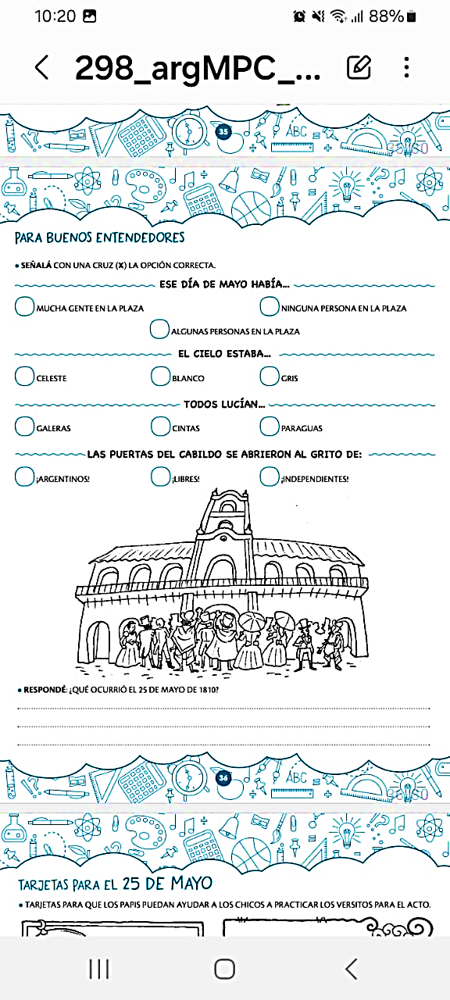 10:20 88%
298_argMPC_...
35 ABC
PARA BUENOS ENTENDEDORES
• SEÑALÁ CON UNA CRUZ (X) LA OPCIÓN CORRECTA.
ESE DÍA DE MAYO HABÍA...
MUCHA GENTE EN LA PLAZA NINGUNA PERSONA EN LA PLAZA
ALGUNAS PERSONAS EN LA PLAZA
EL CIELO ESTABA...
CELESTE BLANCO GRIS
TODOS LUCÍAN...
GALERAS CINTAS PARAGUAS
LAS PUERTAS DEL CABILDO SE ABRIERON AL GRITO DE:
¡ARGENTINOS! ¡LIBRES! ¡INDEPENDIENTES!
• RESPONDÉ: ¿QUÉ OCURRIÓ EL 25 DE MAYO DE 1810?
36 ABC
TARJETAS PARA EL 25 DE MAYO
• TARJETAS PARA QUE LOS PAPIS PUEDAN AYUDAR A LOS CHICOS A PRACTICAR LOS VERSITOS PARA EL ACTO.